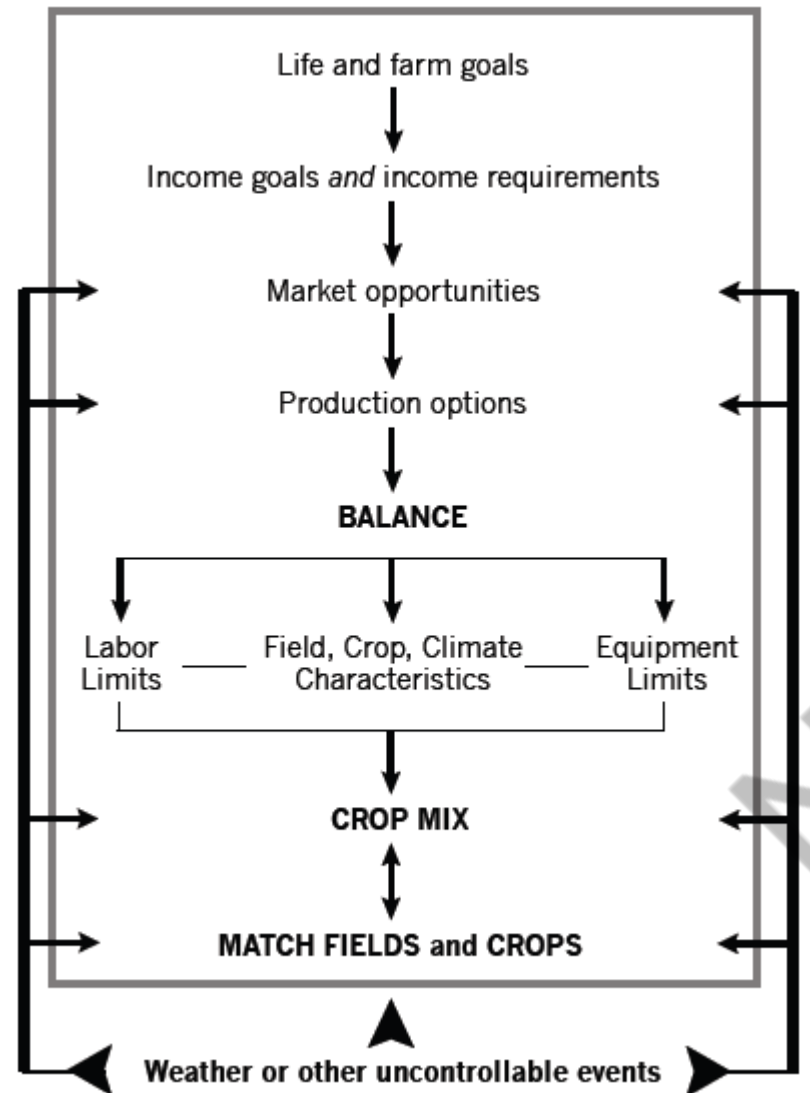 Life and farm goals
Income goals and income requirements
Market opportunities
Production options
BALANCE
Labor
Limits
Field, Crop, Climate
Characteristics
Equipment
Limits
CROP MIX
MATCH FIELDS and CROPS
Weather or other uncontrollable events